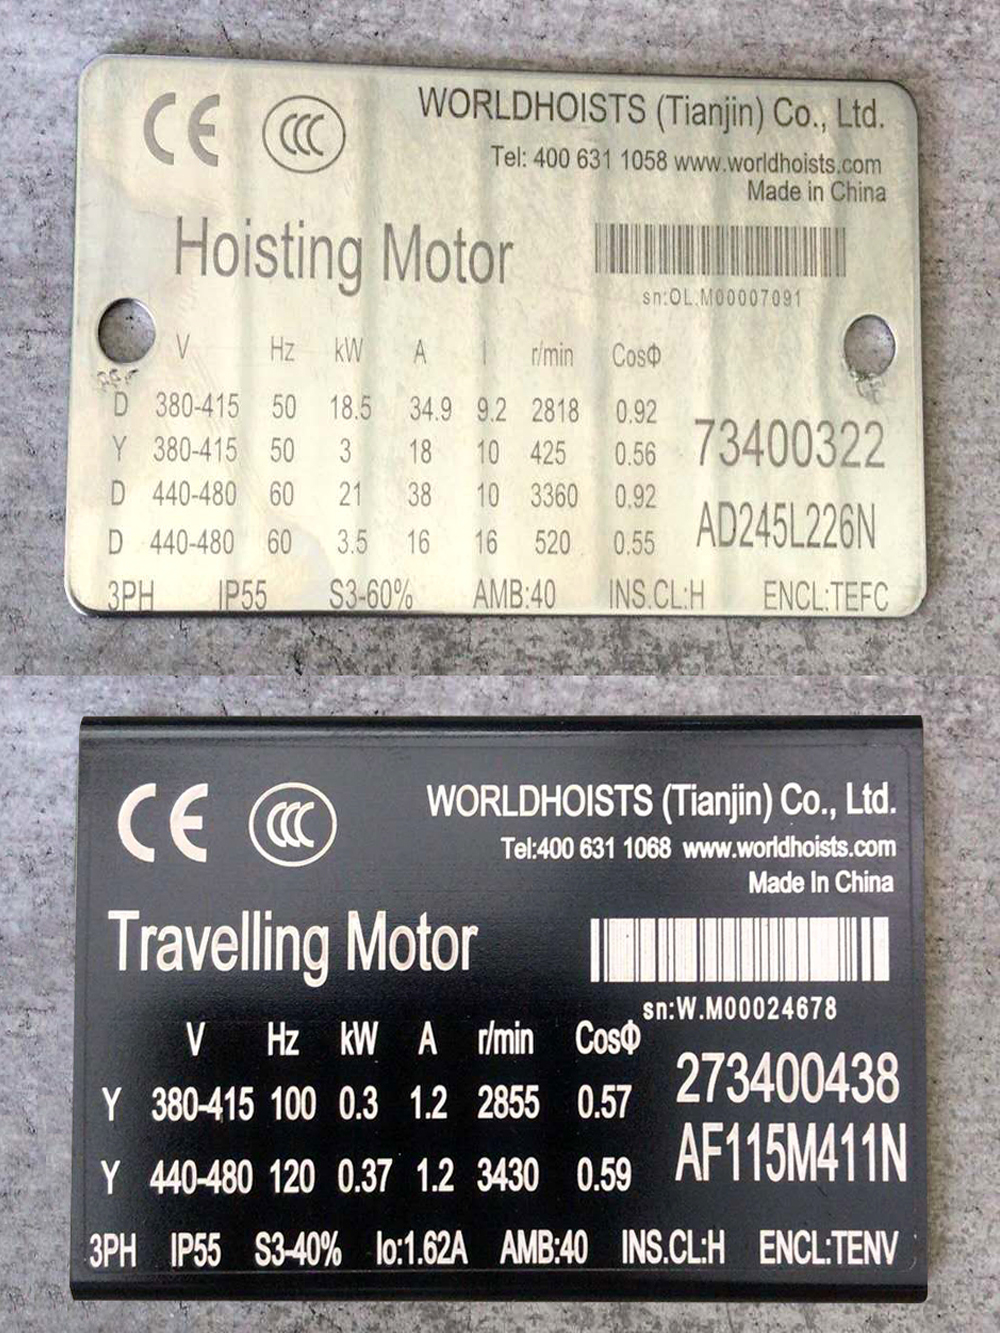 CE CCC WORLDHOISTS (Tianjin) Co., Ltd.
Tel: 400 631 1058 www.worldhoists.com
Made in China
Hoisting Motor
sn:OL.M00007091
V Hz kW A I r/min CosΦ
D 380-415 50 18.5 34.9 9.2 2818 0.92
Y 380-415 50 3 18 10 425 0.56
73400322
D 440-480 60 21 38 10 3360 0.92
D 440-480 60 3.5 16 16 520 0.55
AD245L226N
3PH IP55 S3-60% AMB:40 INS.CL:H ENCL:TEFC
CE CCC WORLDHOISTS (Tianjin) Co., Ltd.
Tel:400 631 1068 www.worldhoists.com
Made In China
Travelling Motor
sn:W.M00024678
V Hz kW A r/min CosΦ
273400438
Y 380-415 100 0.3 1.2 2855 0.57
AF115M411N
Y 440-480 120 0.37 1.2 3430 0.59
3PH IP55 S3-40% Io:1.62A AMB:40 INS.CL:H ENCL:TENV